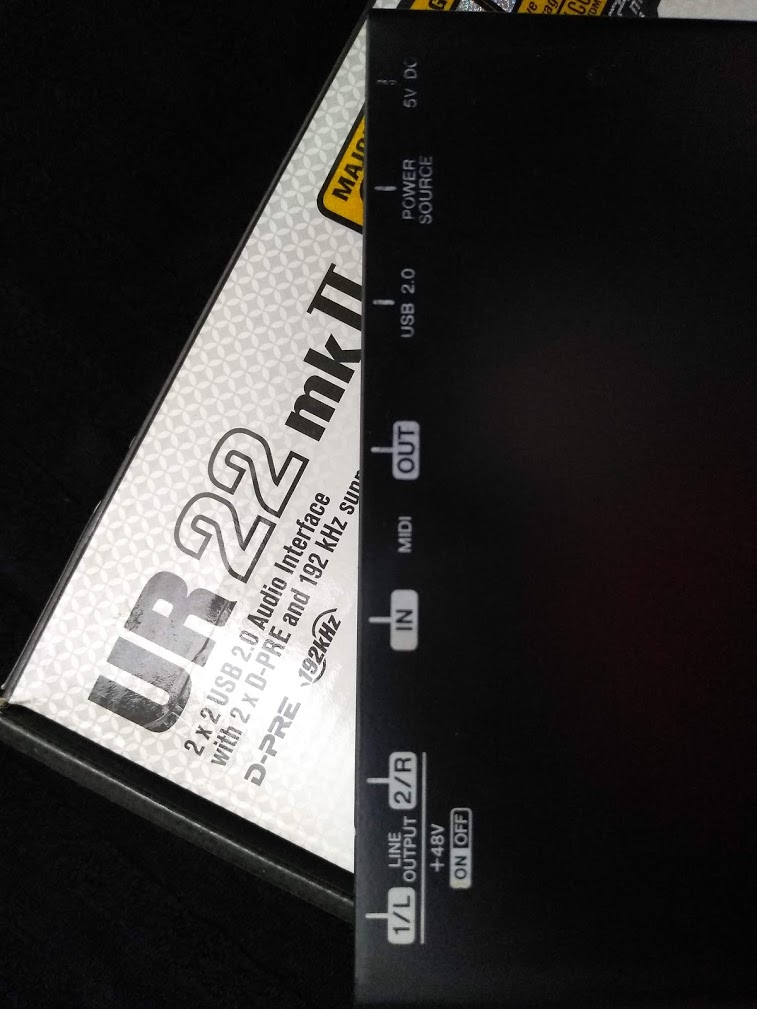 UR22 mkII
2 x 2 USB 2.0 Audio Interface
with 2 x D-PRE and 192 kHz
D-PRE 192kHz
1/L LINE OUTPUT 2/R
+48V
ON OFF
IN MIDI OUT
USB 2.0
POWER
SOURCE
5V DC